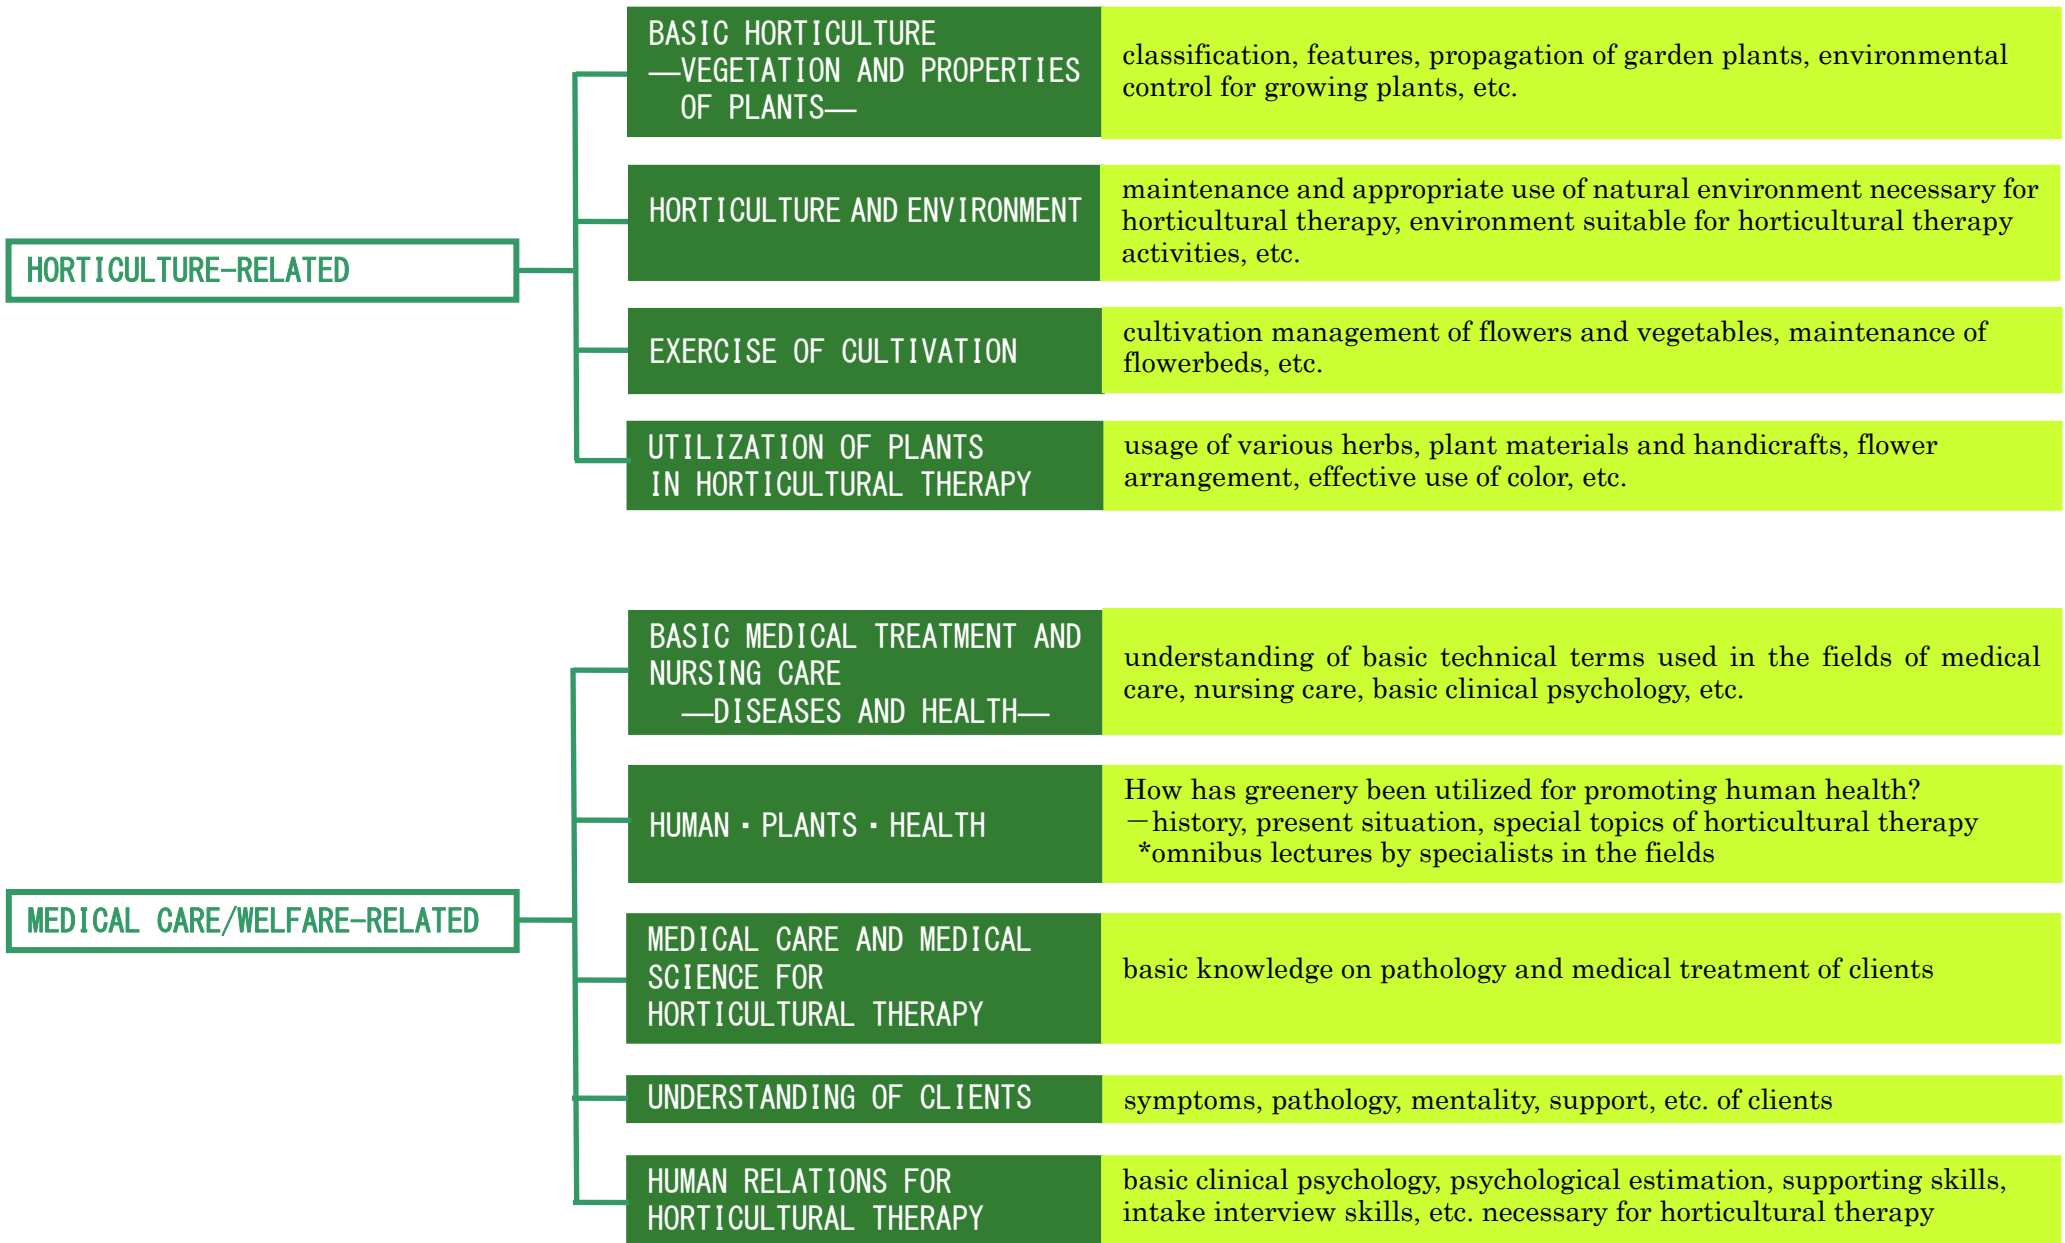 HORTICULTURE-RELATED
BASIC HORTICULTURE
—VEGETATION AND PROPERTIES
OF PLANTS—
classification, features, propagation of garden plants, environmental
control for growing plants, etc.
HORTICULTURE AND ENVIRONMENT
maintenance and appropriate use of natural environment necessary for
horticultural therapy, environment suitable for horticultural therapy
activities, etc.
EXERCISE OF CULTIVATION
cultivation management of flowers and vegetables, maintenance of
flowerbeds, etc.
UTILIZATION OF PLANTS
IN HORTICULTURAL THERAPY
usage of various herbs, plant materials and handicrafts, flower
arrangement, effective use of color, etc.
MEDICAL CARE/WELFARE-RELATED
BASIC MEDICAL TREATMENT AND
NURSING CARE
—DISEASES AND HEALTH—
understanding of basic technical terms used in the fields of medical
care, nursing care, basic clinical psychology, etc.
HUMAN・PLANTS・HEALTH
How has greenery been utilized for promoting human health?
－history, present situation, special topics of horticultural therapy
*omnibus lectures by specialists in the fields
MEDICAL CARE AND MEDICAL
SCIENCE FOR
HORTICULTURAL THERAPY
basic knowledge on pathology and medical treatment of clients
UNDERSTANDING OF CLIENTS
symptoms, pathology, mentality, support, etc. of clients
HUMAN RELATIONS FOR
HORTICULTURAL THERAPY
basic clinical psychology, psychological estimation, supporting skills,
intake interview skills, etc. necessary for horticultural therapy